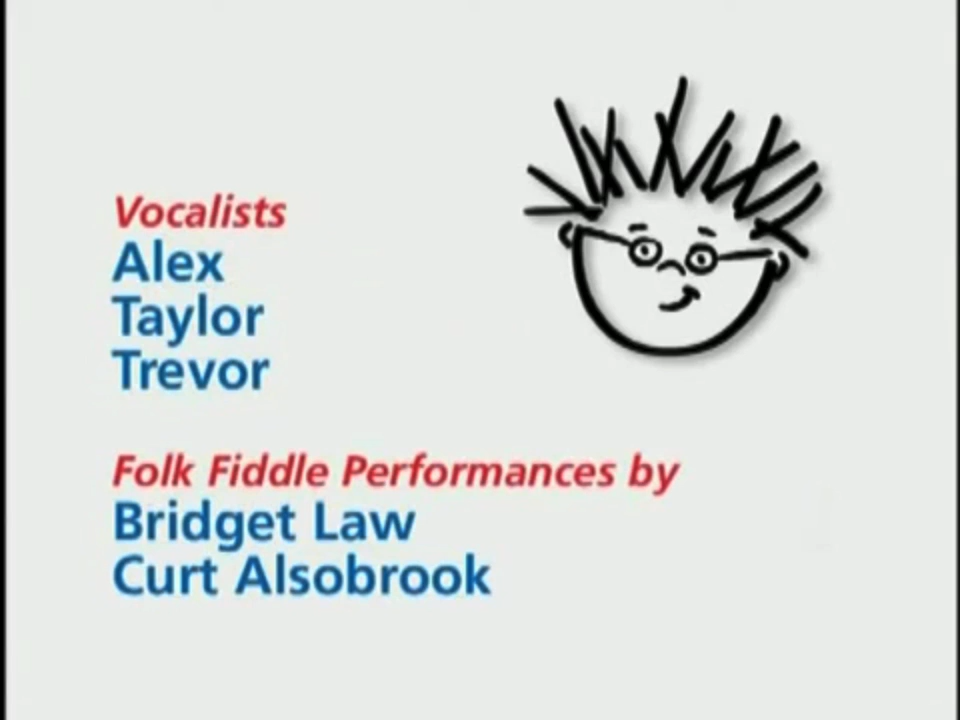 Vocalists
Alex
Taylor
Trevor
Folk Fiddle Performances by
Bridget Law
Curt Alsobrook